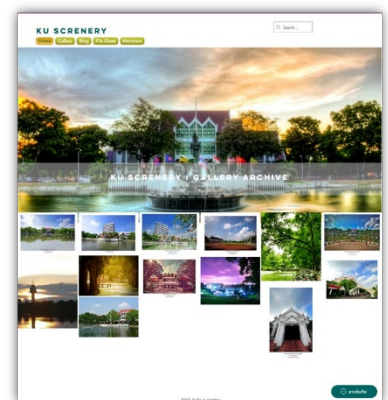 KU SCRENERY
Search...
Home Gallery Blog File Share Members
KU SCRENERY : GALLERY ARCHIVE